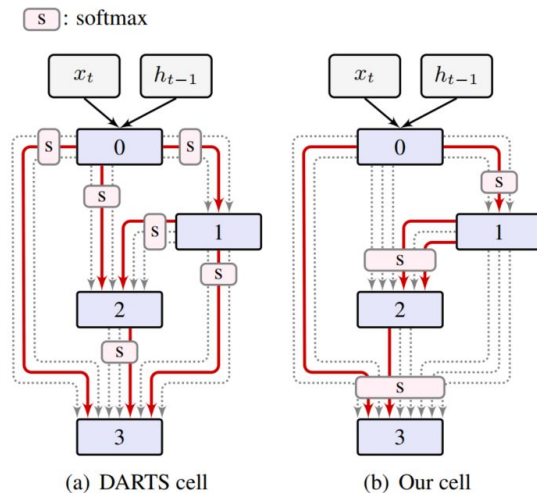 s : softmax
x_t h_{t−1} x_t h_{t−1}
s 0 s 0
s s
s 1 1
s s
2 2
s
s
3 3
(a) DARTS cell (b) Our cell